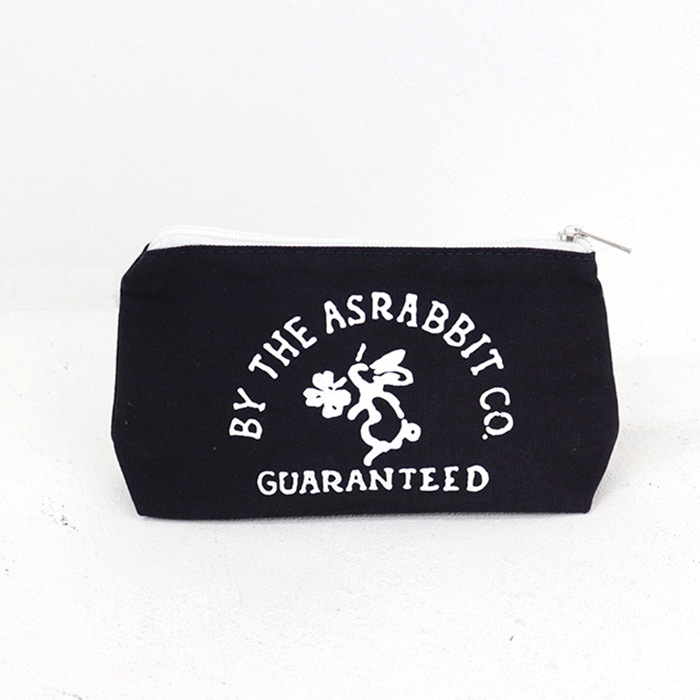 BY THE ASRABBIT CO.
GUARANTEED